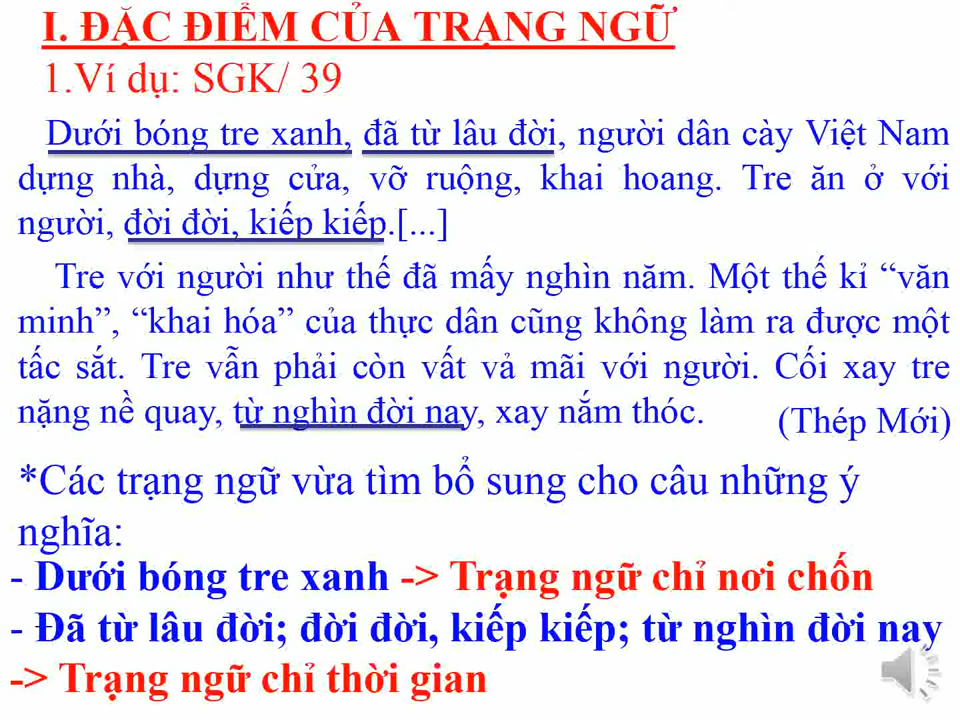 I. ĐẶC ĐIỂM CỦA TRẠNG NGỮ
1.Ví dụ: SGK/ 39
Dưới bóng tre xanh, đã từ lâu đời, người dân cày Việt Nam
dựng nhà, dựng cửa, vỡ ruộng, khai hoang. Tre ăn ở với
người, đời đời, kiếp kiếp.[...]
Tre với người như thế đã mấy nghìn năm. Một thế kỉ “văn
minh”, “khai hóa” của thực dân cũng không làm ra được một
tấc sắt. Tre vẫn phải còn vất vả mãi với người. Cối xay tre
nặng nề quay, từ nghìn đời nay, xay nắm thóc.
(Thép Mới)
*Các trạng ngữ vừa tìm bổ sung cho câu những ý
nghĩa:
- Dưới bóng tre xanh -> Trạng ngữ chỉ nơi chốn
- Đã từ lâu đời; đời đời, kiếp kiếp; từ nghìn đời nay
-> Trạng ngữ chỉ thời gian